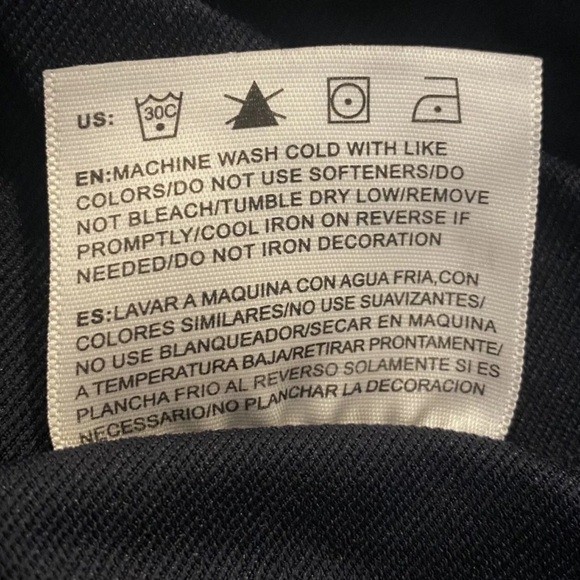 US: 30C
EN:MACHINE WASH COLD WITH LIKE
COLORS/DO NOT USE SOFTENERS/DO
NOT BLEACH/TUMBLE DRY LOW/REMOVE
PROMPTLY/COOL IRON ON REVERSE IF
NEEDED/DO NOT IRON DECORATION
ES:LAVAR A MAQUINA CON AGUA FRIA,CON
COLORES SIMILARES/NO USE SUAVIZANTES/
NO USE BLANQUEADOR/SECAR EN MAQUINA
A TEMPERATURA BAJA/RETIRAR PRONTAMENTE/
PLANCHA FRIO AL REVERSO SOLAMENTE SI ES
NECESSARIO/NO PLANCHAR LA DECORACION